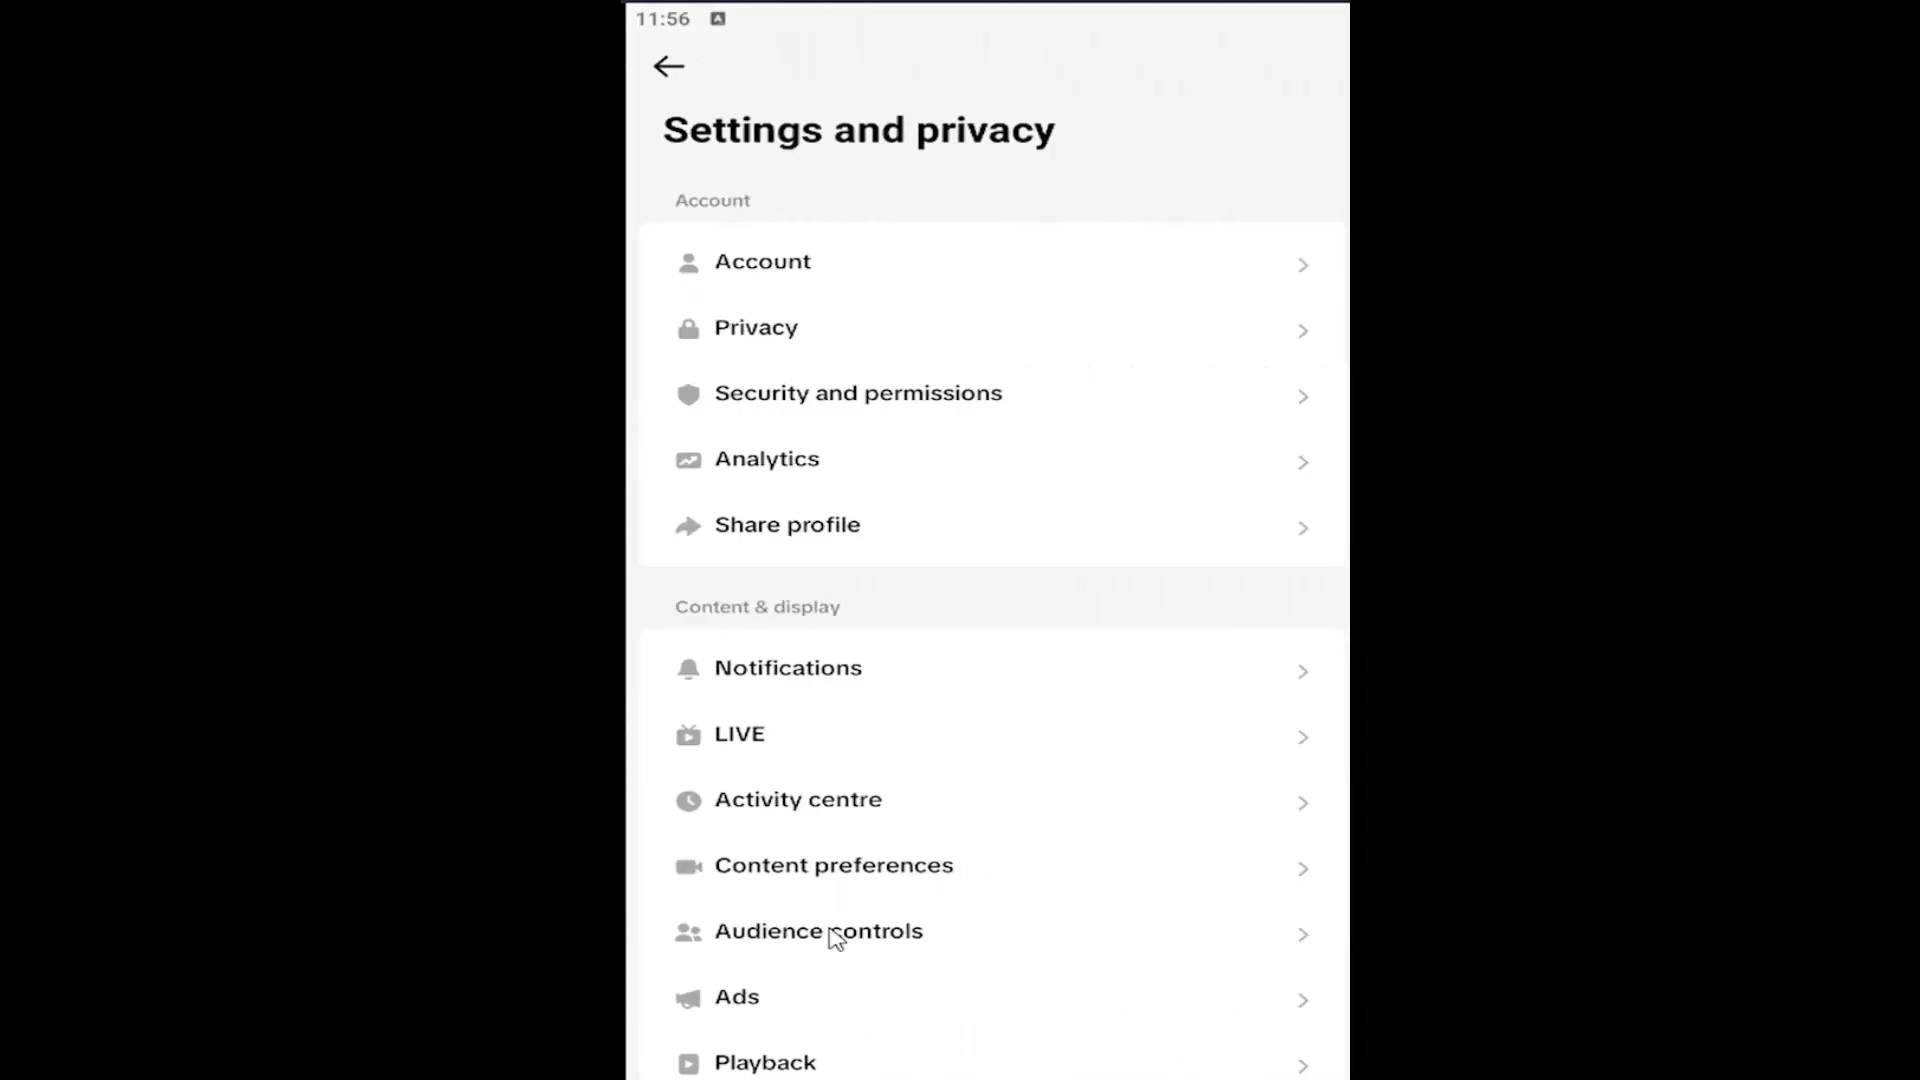 11:56
Settings and privacy
Account
Account
Privacy
Security and permissions
Analytics
Share profile
Content & display
Notifications
LIVE
Activity centre
Content preferences
Audience controls
Ads
Playback